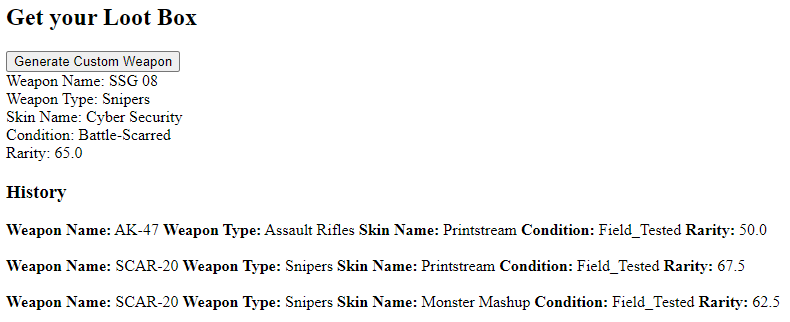 Get your Loot Box
Generate Custom Weapon
Weapon Name: SSG 08
Weapon Type: Snipers
Skin Name: Cyber Security
Condition: Battle-Scarred
Rarity: 65.0
History
Weapon Name: AK-47 Weapon Type: Assault Rifles Skin Name: Printstream Condition: Field_Tested Rarity: 50.0
Weapon Name: SCAR-20 Weapon Type: Snipers Skin Name: Printstream Condition: Field_Tested Rarity: 67.5
Weapon Name: SCAR-20 Weapon Type: Snipers Skin Name: Monster Mashup Condition: Field_Tested Rarity: 62.5